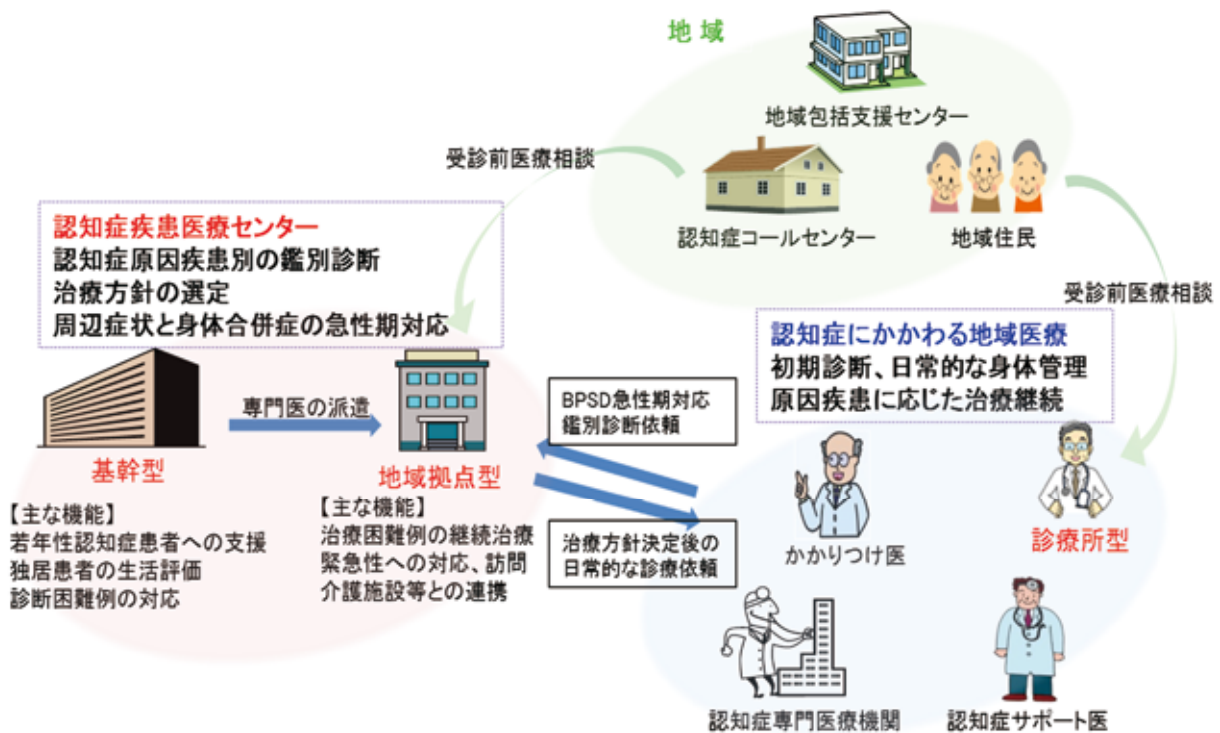 地域
地域包括支援センター
受診前医療相談
認知症コールセンター
地域住民
受診前医療相談
認知症疾患医療センター
認知症原因疾患別の鑑別診断
治療方針の選定
周辺症状と身体合併症の急性期対応
認知症にかかわる地域医療
初期診断、日常的な身体管理
原因疾患に応じた治療継続
専門医の派遣
基幹型
【主な機能】
若年性認知症患者への支援
独居患者の生活評価
診断困難例の対応
地域拠点型
【主な機能】
治療困難例の継続治療
緊急性への対応、訪問
介護施設等との連携
BPSD急性期対応
鑑別診断依頼
治療方針決定後の
日常的な診療依頼
かかりつけ医
診療所型
認知症専門医療機関
認知症サポート医